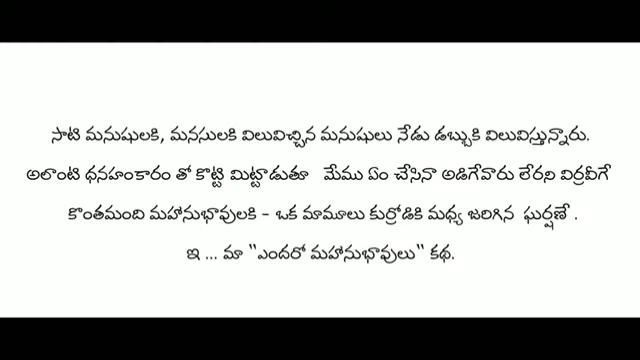 సాటి మనుషులకి, మనసులకి విలువిచ్చిన మనుషులు నేడు డబ్బుకి విలువిస్తున్నారు.
అలాంటి ధనహంకారం తో కొట్టి మిట్టాడుతూ మేము ఏం చేసినా అడిగేవారు లేరని విర్రవీగే
కొంతమంది మహానుభావులకి - ఒక మామూలు కుర్రోడికి మధ్య జరిగిన ఘర్షణే .
ఇ ... మా "ఎందరో మహానుభావులు" కథ.